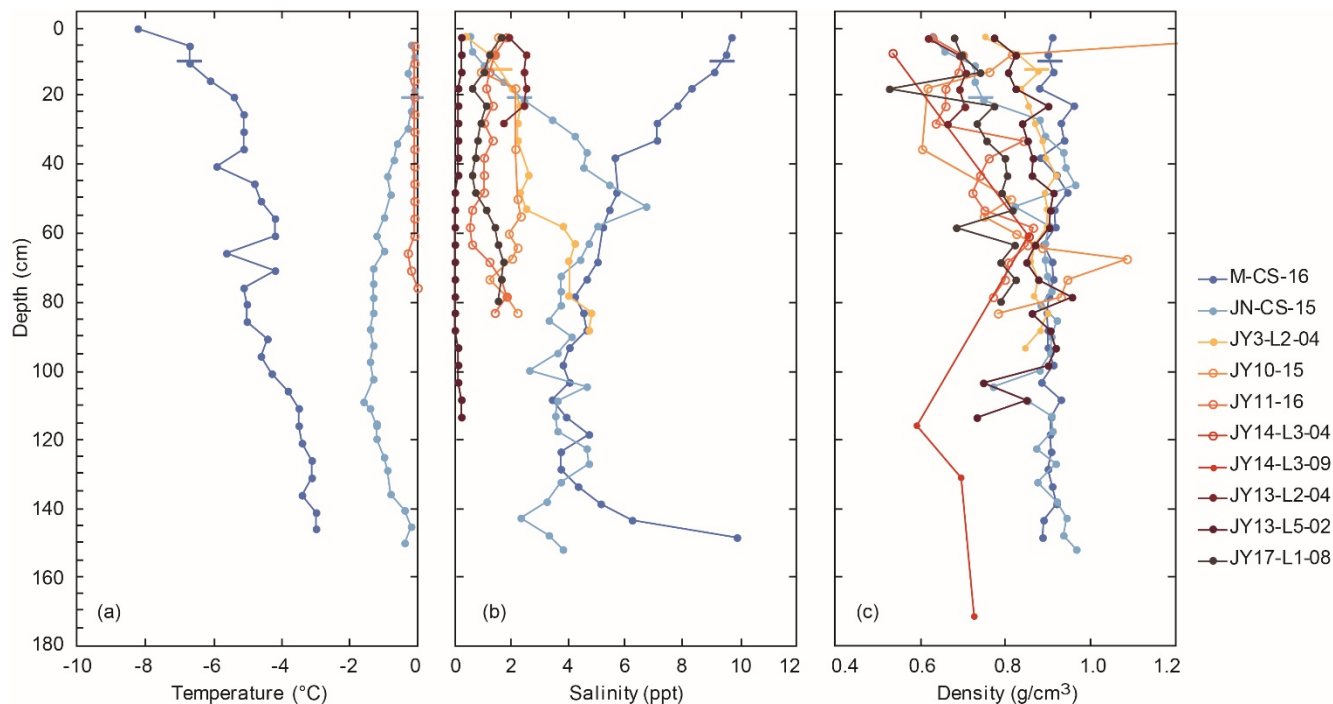 Depth (cm)
0
20
40
60
80
100
120
140
160
180
(a)
-10 -8 -6 -4 -2 0
Temperature (°C)
(b)
0 2 4 6 8 10 12
Salinity (ppt)
(c)
0.4 0.6 0.8 1.0 1.2
Density (g/cm³)
M-CS-16
JN-CS-15
JY3-L2-04
JY10-15
JY11-16
JY14-L3-04
JY14-L3-09
JY13-L2-04
JY13-L5-02
JY17-L1-08